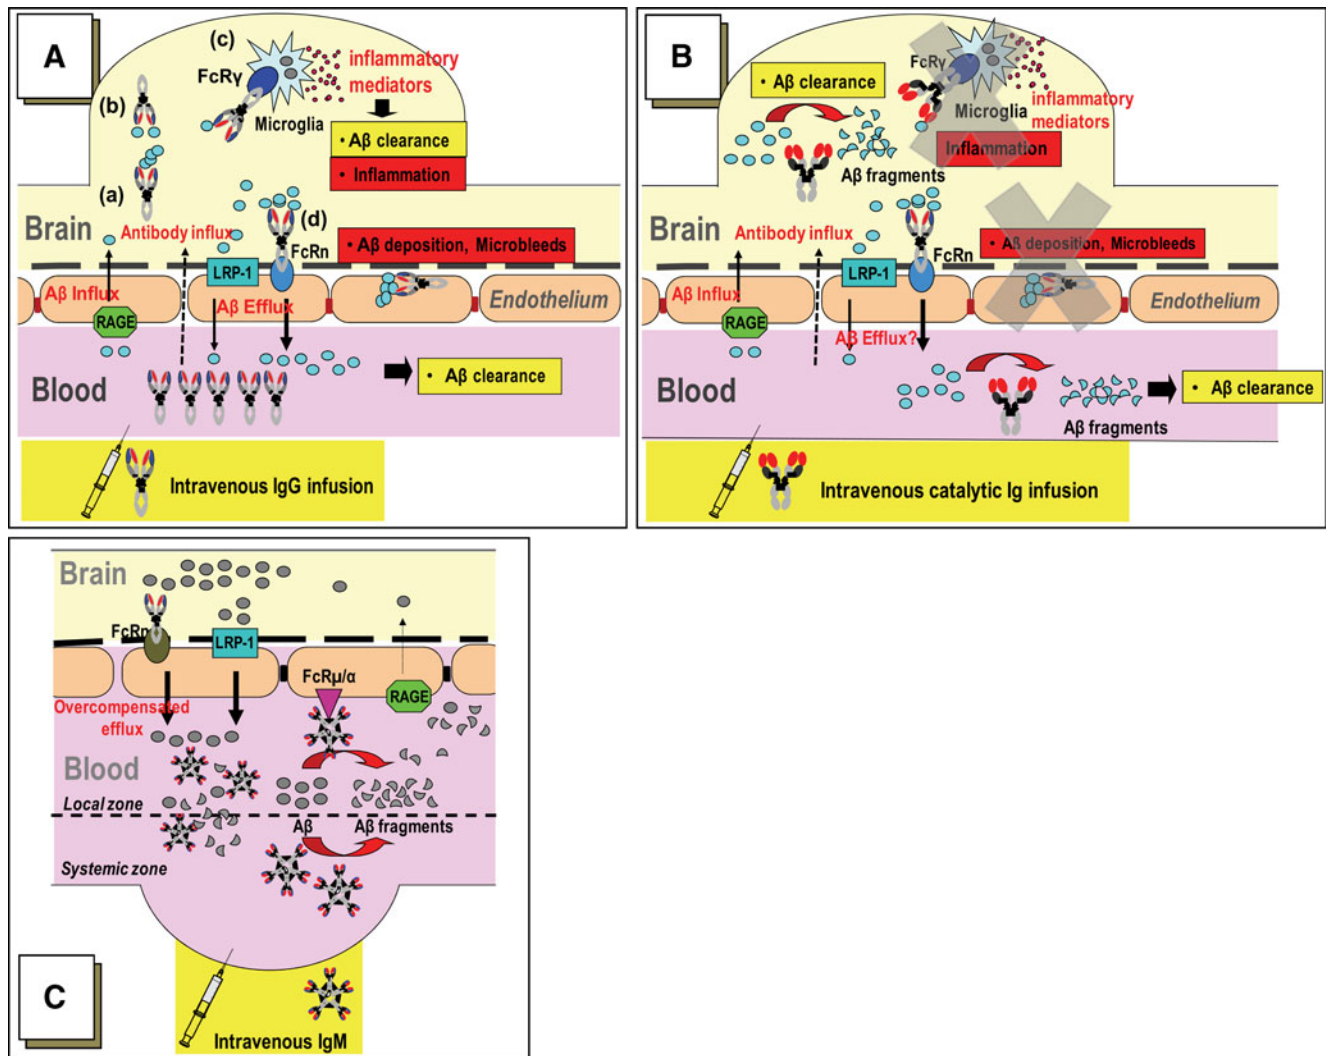 A
(c)
FcRγ
inflammatory
mediators
(b)
Microglia
• Aβ clearance
• Inflammation
(a)
Brain
Antibody influx
(d)
FcRn
• Aβ deposition, Microbleeds
LRP-1
Aβ Influx
Aβ Efflux
Endothelium
RAGE
Blood
• Aβ clearance
Intravenous IgG infusion
B
FcRγ
• Aβ clearance
Microglia
inflammatory
mediators
Inflammation
Aβ fragments
Brain
Antibody influx
FcRn
• Aβ deposition, Microbleeds
LRP-1
Aβ Influx
Endothelium
RAGE
Aβ Efflux?
Blood
• Aβ clearance
Aβ fragments
Intravenous catalytic Ig infusion
Brain
FcRn
LRP-1
FcRμ/α
RAGE
Overcompensated
efflux
Blood
Local zone
Aβ
Aβ fragments
Systemic zone
C
Intravenous IgM